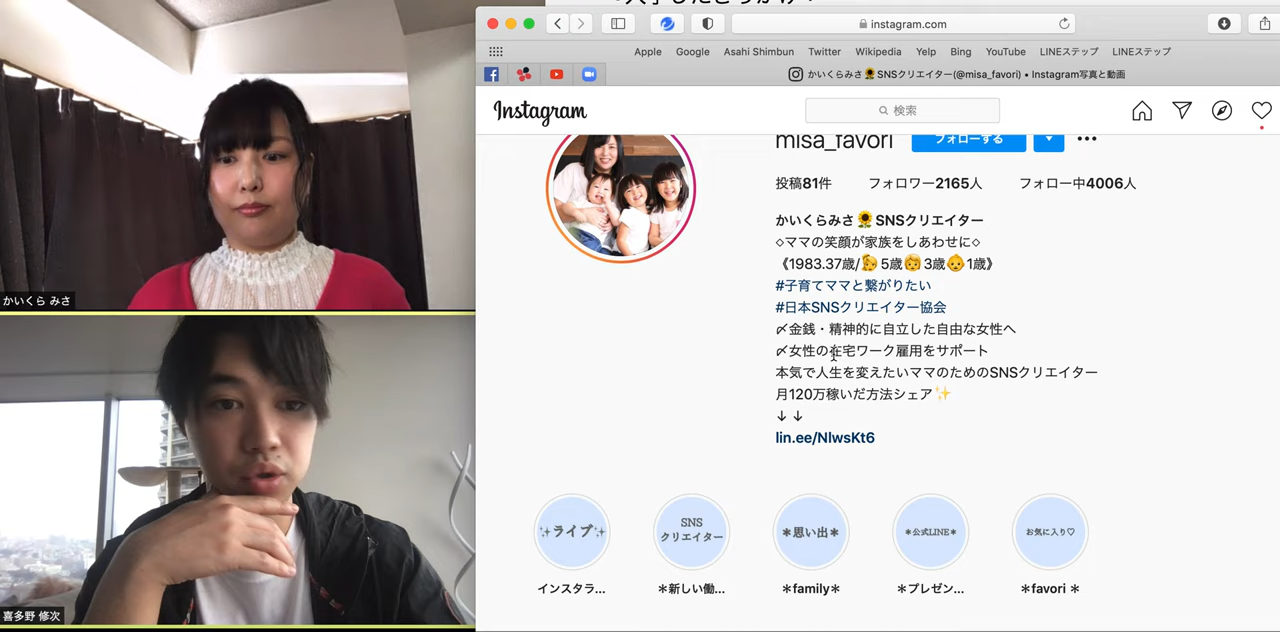 かいくら みさ
喜多野 修次
instagram.com
Apple Google Asahi Shimbun Twitter Wikipedia Yelp Bing YouTube LINEステップ LINEステップ
かいくらみさ🌻SNSクリエイター(@misa_favori) • Instagram写真と動画
Instagram
検索
misa_favori フォローする
投稿81件 フォロワー2165人 フォロー中4006人
かいくらみさ🌻SNSクリエイター
◇ママの笑顔が家族をしあわせに◇
《1983.37歳/👧5歳👧3歳👶1歳》
#子育てママと繋がりたい
#日本SNSクリエイター協会
〆金銭・精神的に自立した自由な女性へ
〆女性の在宅ワーク雇用をサポート
本気で人生を変えたいママのためのSNSクリエイター
月120万稼いだ方法シェア✨
↓ ↓
lin.ee/NlwsKt6
✨ライブ✨
SNS
クリエイター
＊思い出＊
＊公式LINE＊
お気に入り♡
インスタラ...
＊新しい働...
＊family＊
＊プレゼン...
＊favori ＊